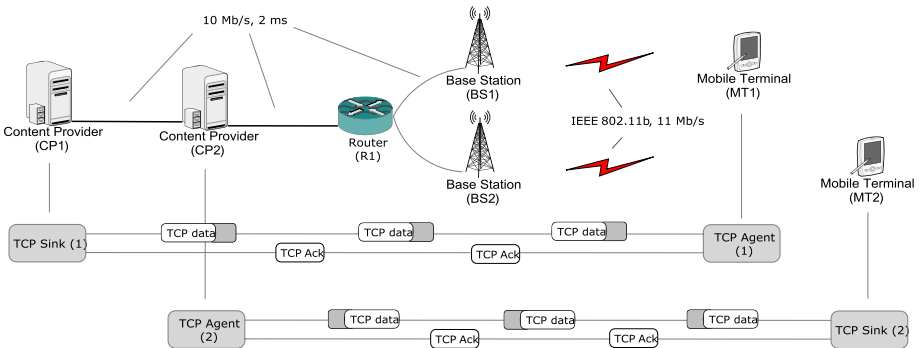 10 Mb/s, 2 ms
Content Provider
(CP1)
Content Provider
(CP2)
Router
(R1)
Base Station
(BS1)
Base Station
(BS2)
IEEE 802.11b, 11 Mb/s
Mobile Terminal
(MT1)
Mobile Terminal
(MT2)
TCP Sink (1)
TCP data
TCP data
TCP data
TCP Ack
TCP Ack
TCP Agent
(1)
TCP Agent
(2)
TCP data
TCP data
TCP data
TCP Ack
TCP Ack
TCP Sink (2)